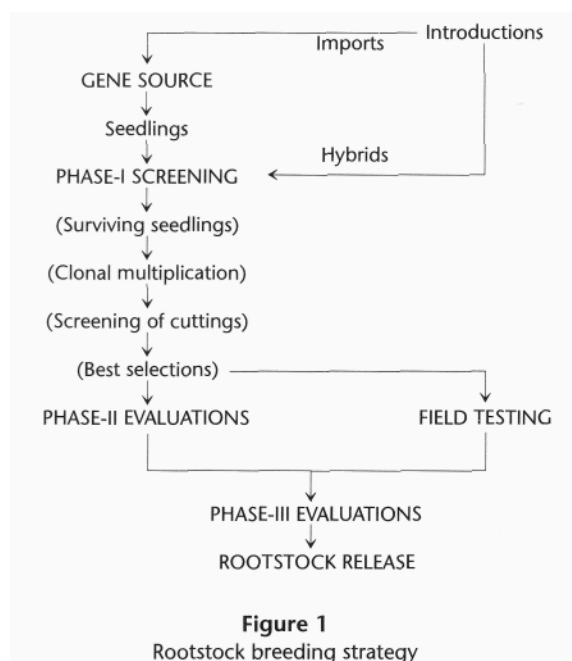 Introductions
Imports
GENE SOURCE
Seedlings
Hybrids
PHASE-I SCREENING
(Surviving seedlings)
(Clonal multiplication)
(Screening of cuttings)
(Best selections)
PHASE-II EVALUATIONS
FIELD TESTING
PHASE-III EVALUATIONS
ROOTSTOCK RELEASE
Figure 1
Rootstock breeding strategy